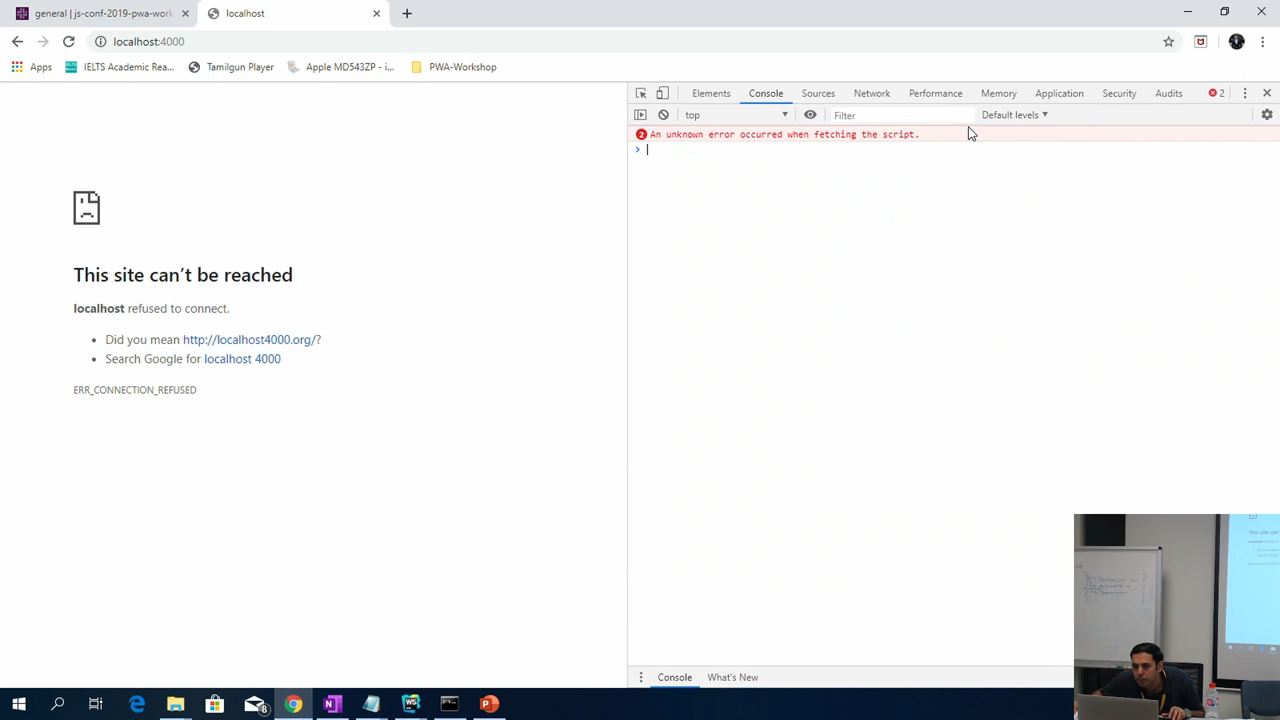 general | js-conf-2019-pwa-work
localhost
localhost:4000
Apps
IELTS Academic Rea...
Tamilgun Player
Apple MD543ZP - i...
PWA-Workshop
Elements
Console
Sources
Network
Performance
Memory
Application
Security
Audits
2
top
Filter
Default levels
2 An unknown error occurred when fetching the script.
This site can't be reached
localhost refused to connect.
Did you mean http://localhost4000.org/?
Search Google for localhost 4000
ERR_CONNECTION_REFUSED
Console
What's New
8